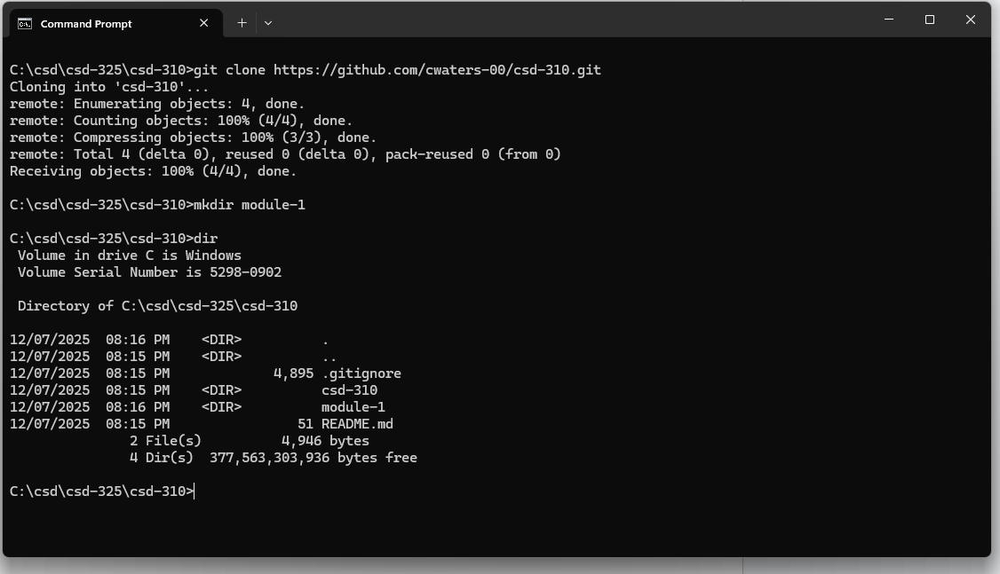 Command Prompt
C:\csd\csd-325\csd-310>git clone https://github.com/cwaters-00/csd-310.git
Cloning into 'csd-310'...
remote: Enumerating objects: 4, done.
remote: Counting objects: 100% (4/4), done.
remote: Compressing objects: 100% (3/3), done.
remote: Total 4 (delta 0), reused 0 (delta 0), pack-reused 0 (from 0)
Receiving objects: 100% (4/4), done.
C:\csd\csd-325\csd-310>mkdir module-1
C:\csd\csd-325\csd-310>dir
 Volume in drive C is Windows
 Volume Serial Number is 5298-0902
 Directory of C:\csd\csd-325\csd-310
12/07/2025  08:16 PM    <DIR>          .
12/07/2025  08:15 PM    <DIR>          ..
12/07/2025  08:15 PM             4,895 .gitignore
12/07/2025  08:15 PM    <DIR>          csd-310
12/07/2025  08:16 PM    <DIR>          module-1
12/07/2025  08:15 PM                51 README.md
               2 File(s)          4,946 bytes
               4 Dir(s)  377,563,303,936 bytes free
C:\csd\csd-325\csd-310>